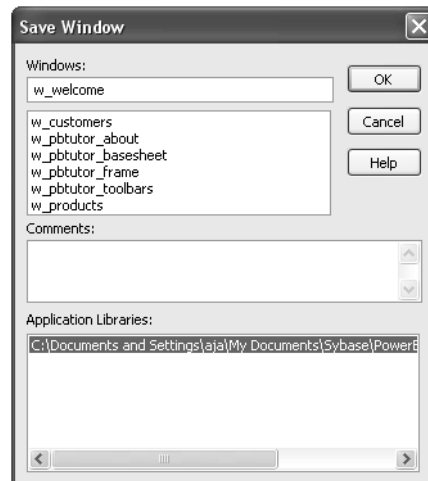 Save Window
Windows:
w_welcome
OK
w_customers
w_pbtutor_about
w_pbtutor_basesheet
w_pbtutor_frame
w_pbtutor_toolbars
w_products
Cancel
Help
Comments:
Application Libraries:
C:\Documents and Settings\aja\My Documents\Sybase\PowerB